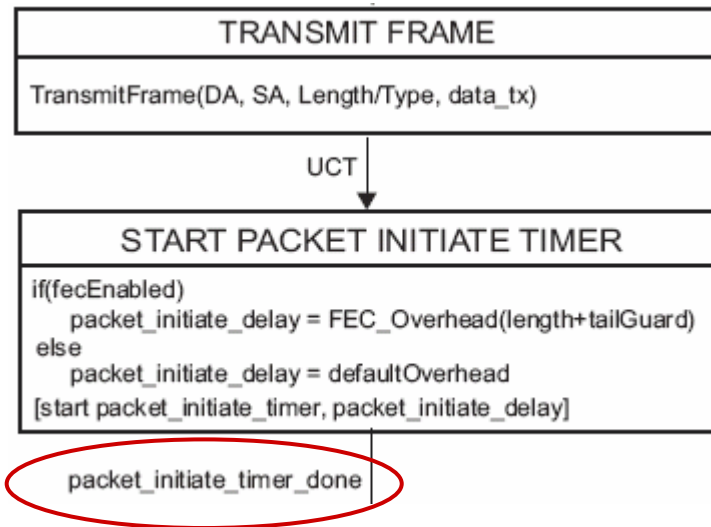 TRANSMIT FRAME
TransmitFrame(DA, SA, Length/Type, data_tx)
UCT
START PACKET INITIATE TIMER
if(fecEnabled)
packet_initiate_delay = FEC_Overhead(length+tailGuard)
else
packet_initiate_delay = defaultOverhead
[start packet_initiate_timer, packet_initiate_delay]
packet_initiate_timer_done